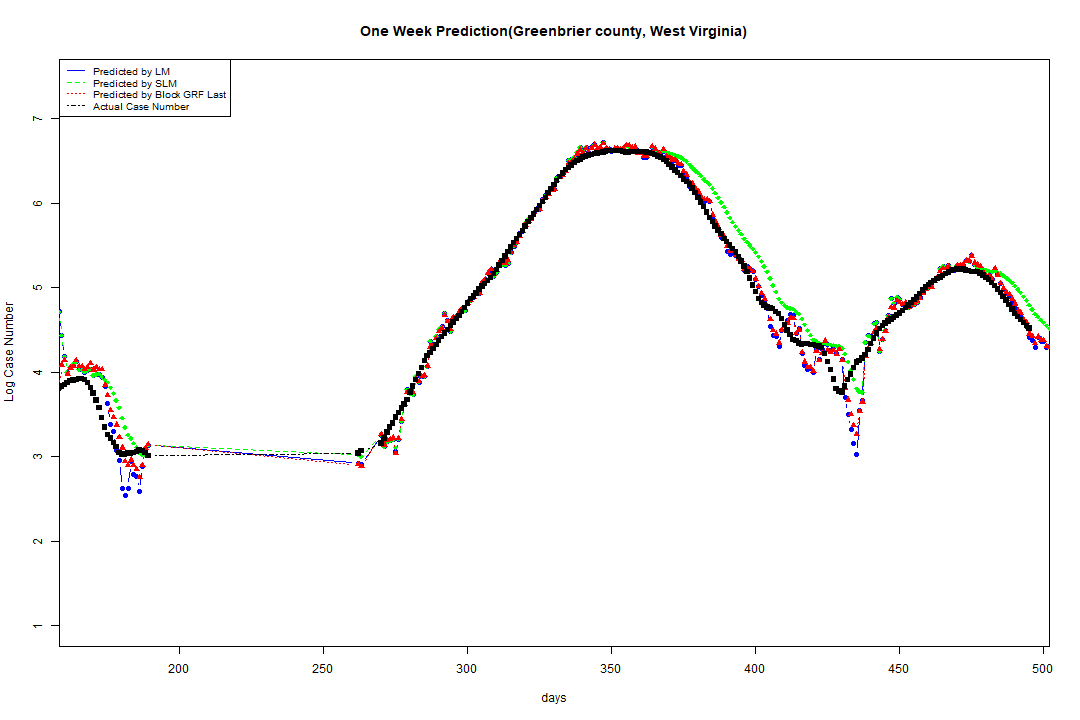 One Week Prediction(Greenbrier county, West Virginia)
Predicted by LM
Predicted by SLM
Predicted by Block GRF Last
Actual Case Number
Log Case Number
7
6
5
4
3
2
1
200 250 300 350 400 450 500
days